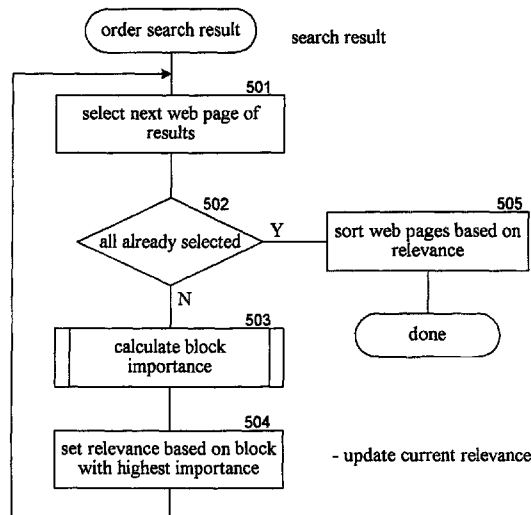 order search result
search result
501
select next web page of
results
502
all already selected
Y
505
sort web pages based on
relevance
N
done
503
calculate block
importance
504
set relevance based on block
with highest importance
- update current relevance